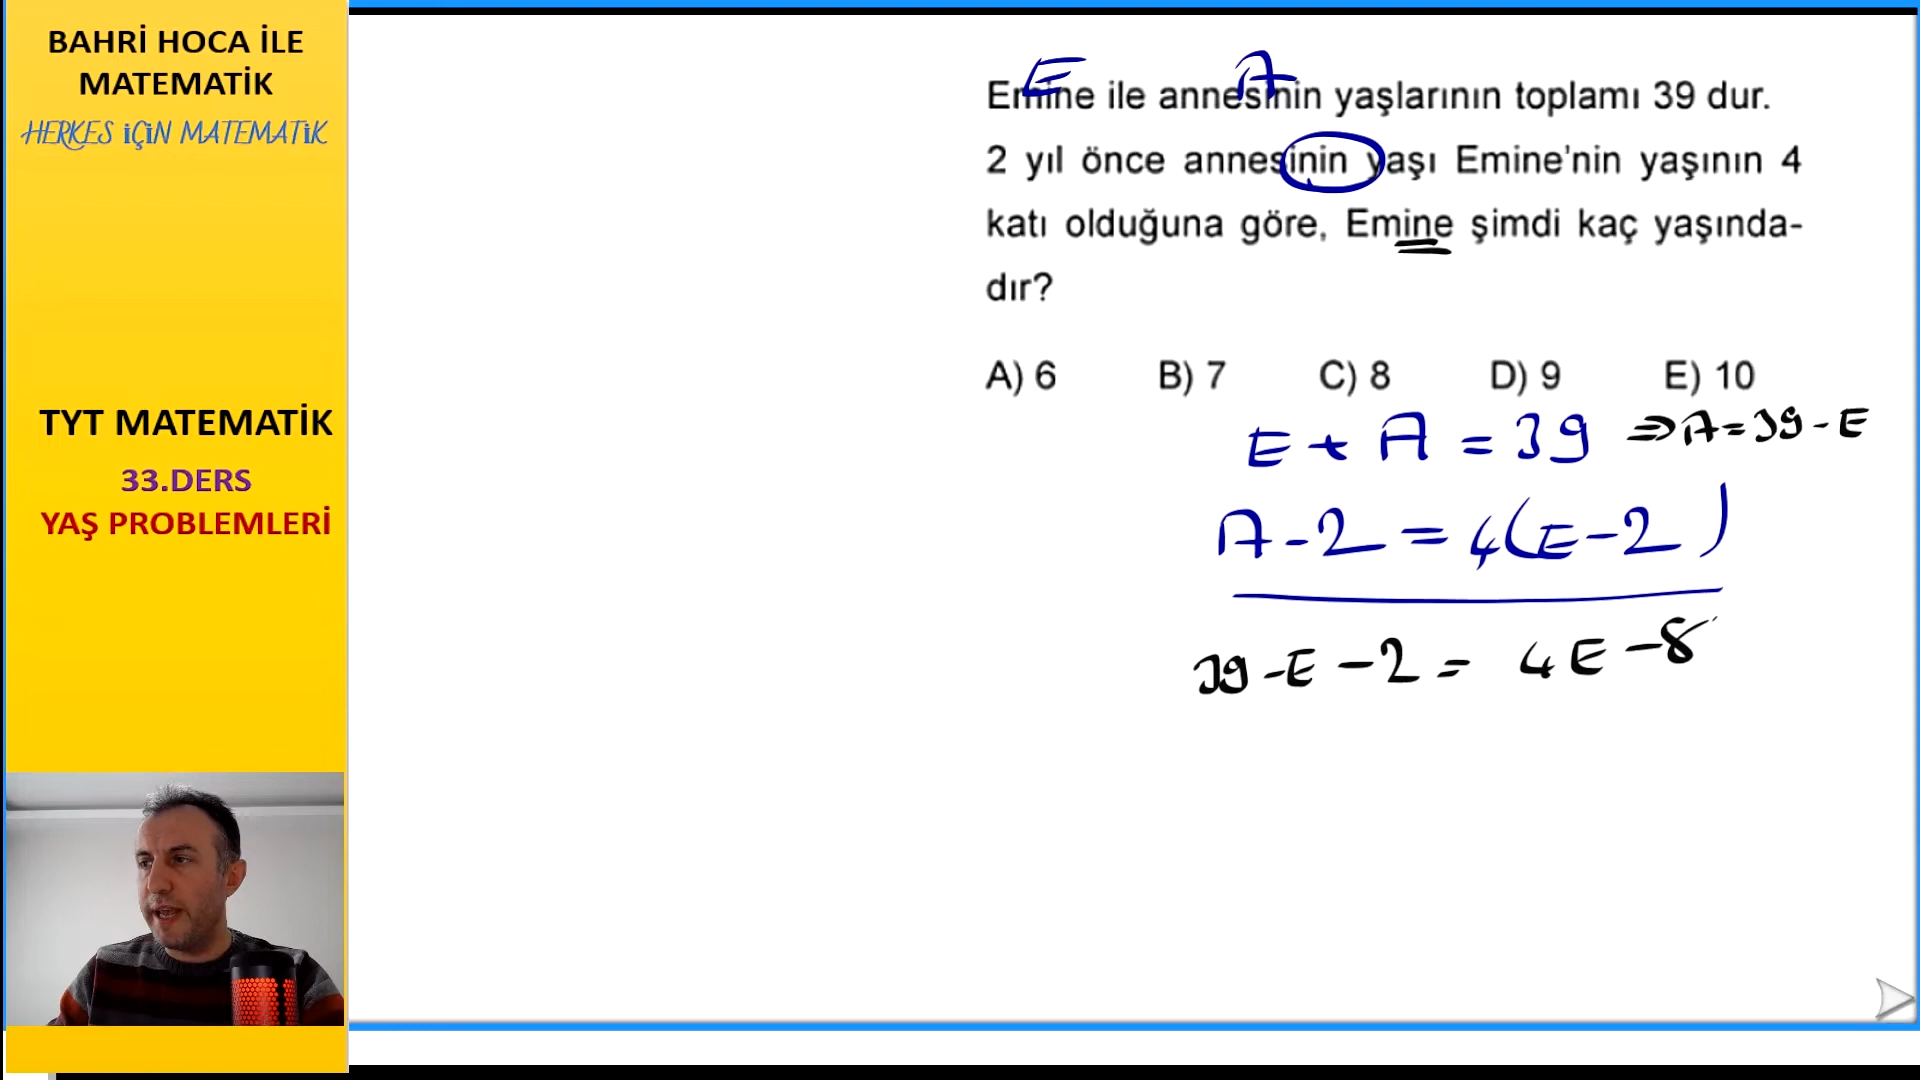 BAHRİ HOCA İLE
MATEMATİK
HERKES İÇİN MATEMATİK
TYT MATEMATİK
33.DERS
YAŞ PROBLEMLERİ
E A
Emine ile annesinin yaşlarının toplamı 39 dur.
2 yıl önce annesinin yaşı Emine'nin yaşının 4
katı olduğuna göre, Emine şimdi kaç yaşında-
dır?
A) 6 B) 7 C) 8 D) 9 E) 10
E + A = 39 ⇒ A = 39 - E
A - 2 = 4(E - 2)
39 - E - 2 = 4E - 8